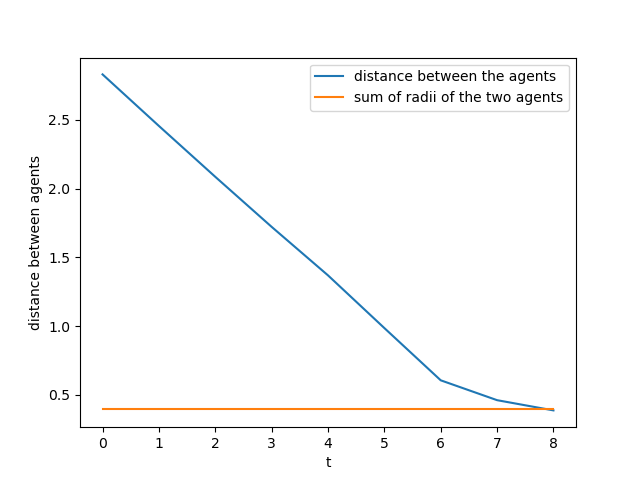 distance between the agents
sum of radii of the two agents
distance between agents
2.5
2.0
1.5
1.0
0.5
0 1 2 3 4 5 6 7 8
t